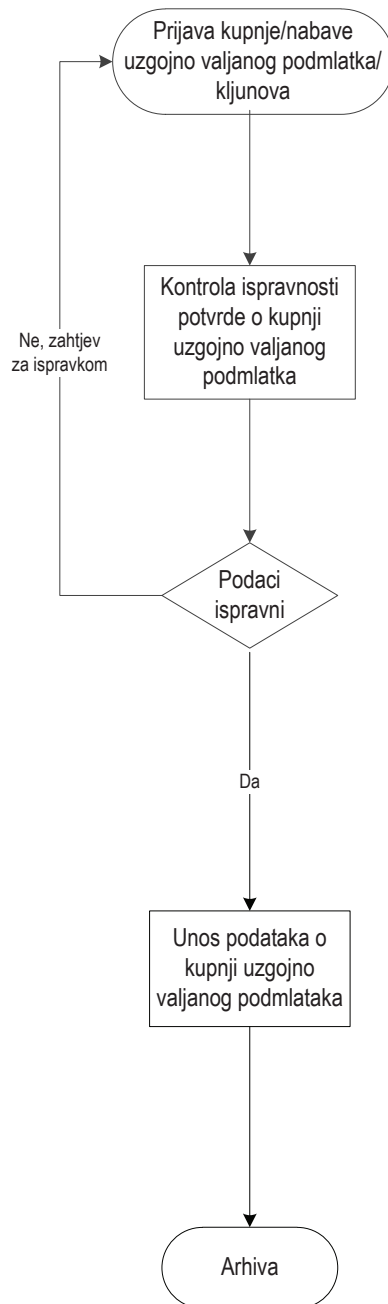 Prijava kupnje/nabave
uzgojno valjanog podmlatka/
kljunova
Kontrola ispravnosti
potvrde o kupnji
uzgojno valjanog
podmlatka
Ne, zahtjev
za ispravkom
Podaci
ispravni
Da
Unos podataka o
kupnji uzgojno
valjanog podmlataka
Arhiva